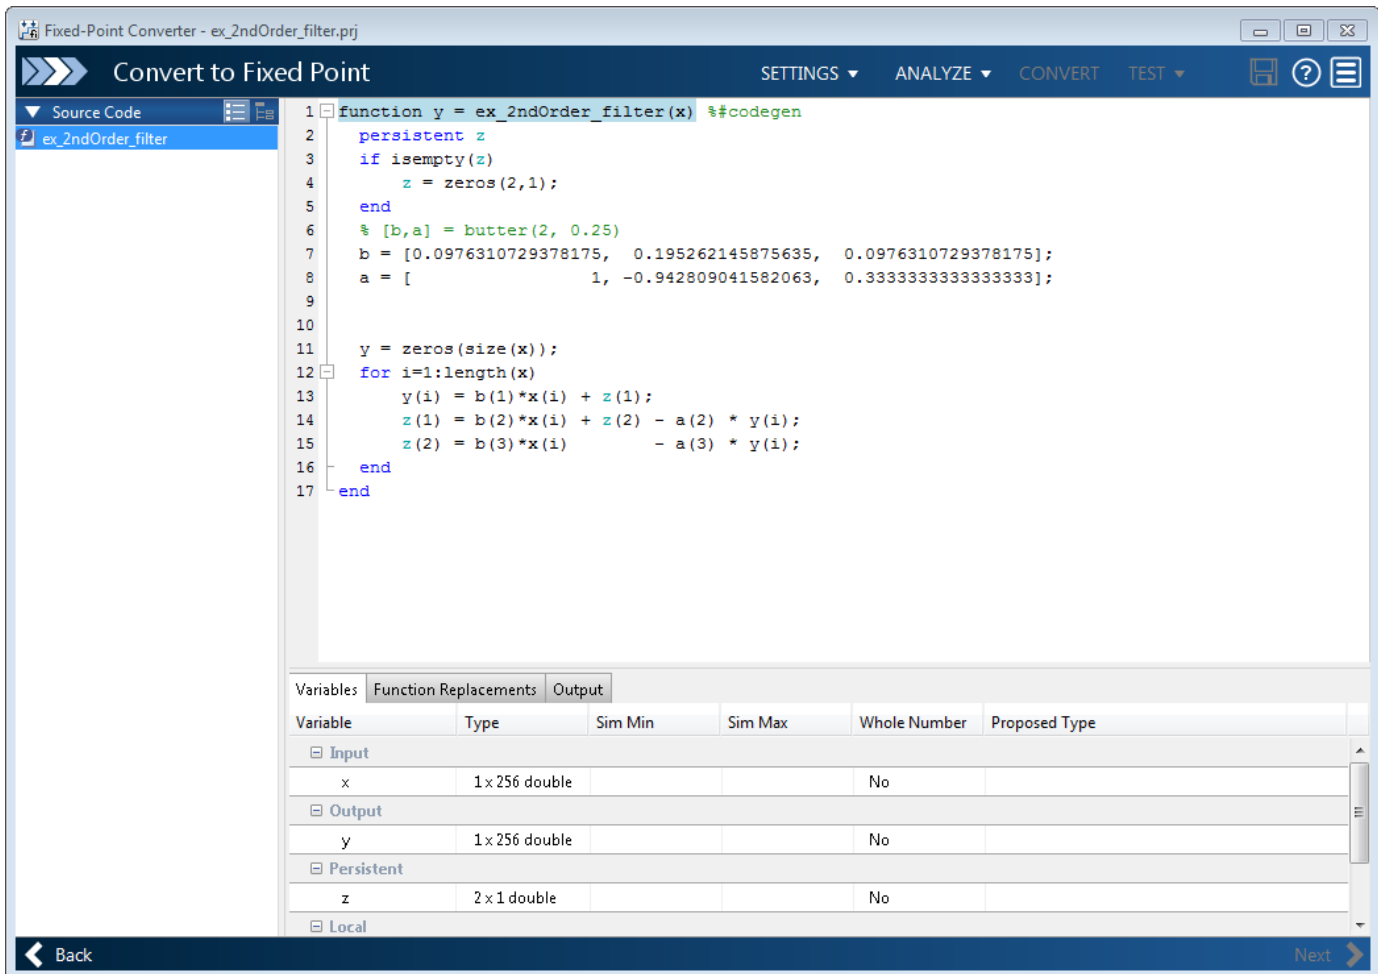 Fixed-Point Converter - ex_2ndOrder_filter.prj
Convert to Fixed Point
SETTINGS ANALYZE CONVERT TEST
Source Code
ex_2ndOrder_filter
1 function y = ex_2ndOrder_filter(x) %#codegen
2 persistent z
3 if isempty(z)
4 z = zeros(2,1);
5 end
6 % [b,a] = butter(2, 0.25)
7 b = [0.0976310729378175, 0.195262145875635, 0.0976310729378175];
8 a = [ 1, -0.942809041582063, 0.3333333333333333];
9
10
11 y = zeros(size(x));
12 for i=1:length(x)
13 y(i) = b(1)*x(i) + z(1);
14 z(1) = b(2)*x(i) + z(2) - a(2) * y(i);
15 z(2) = b(3)*x(i) - a(3) * y(i);
16 end
17 end
Variables Function Replacements Output
Variable Type Sim Min Sim Max Whole Number Proposed Type
Input
x 1 x 256 double No
Output
y 1 x 256 double No
Persistent
z 2 x 1 double No
Local
Back Next